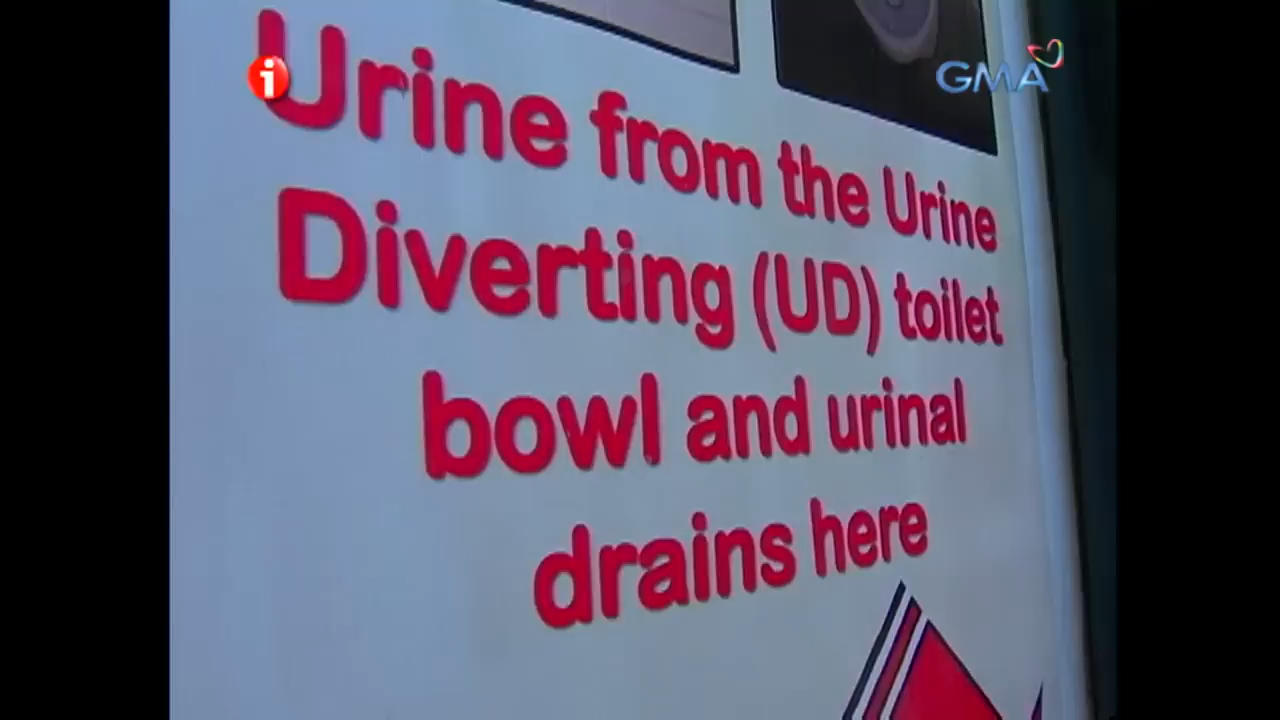 i
GMA
Urine from the Urine
Diverting (UD) toilet
bowl and urinal
drains here